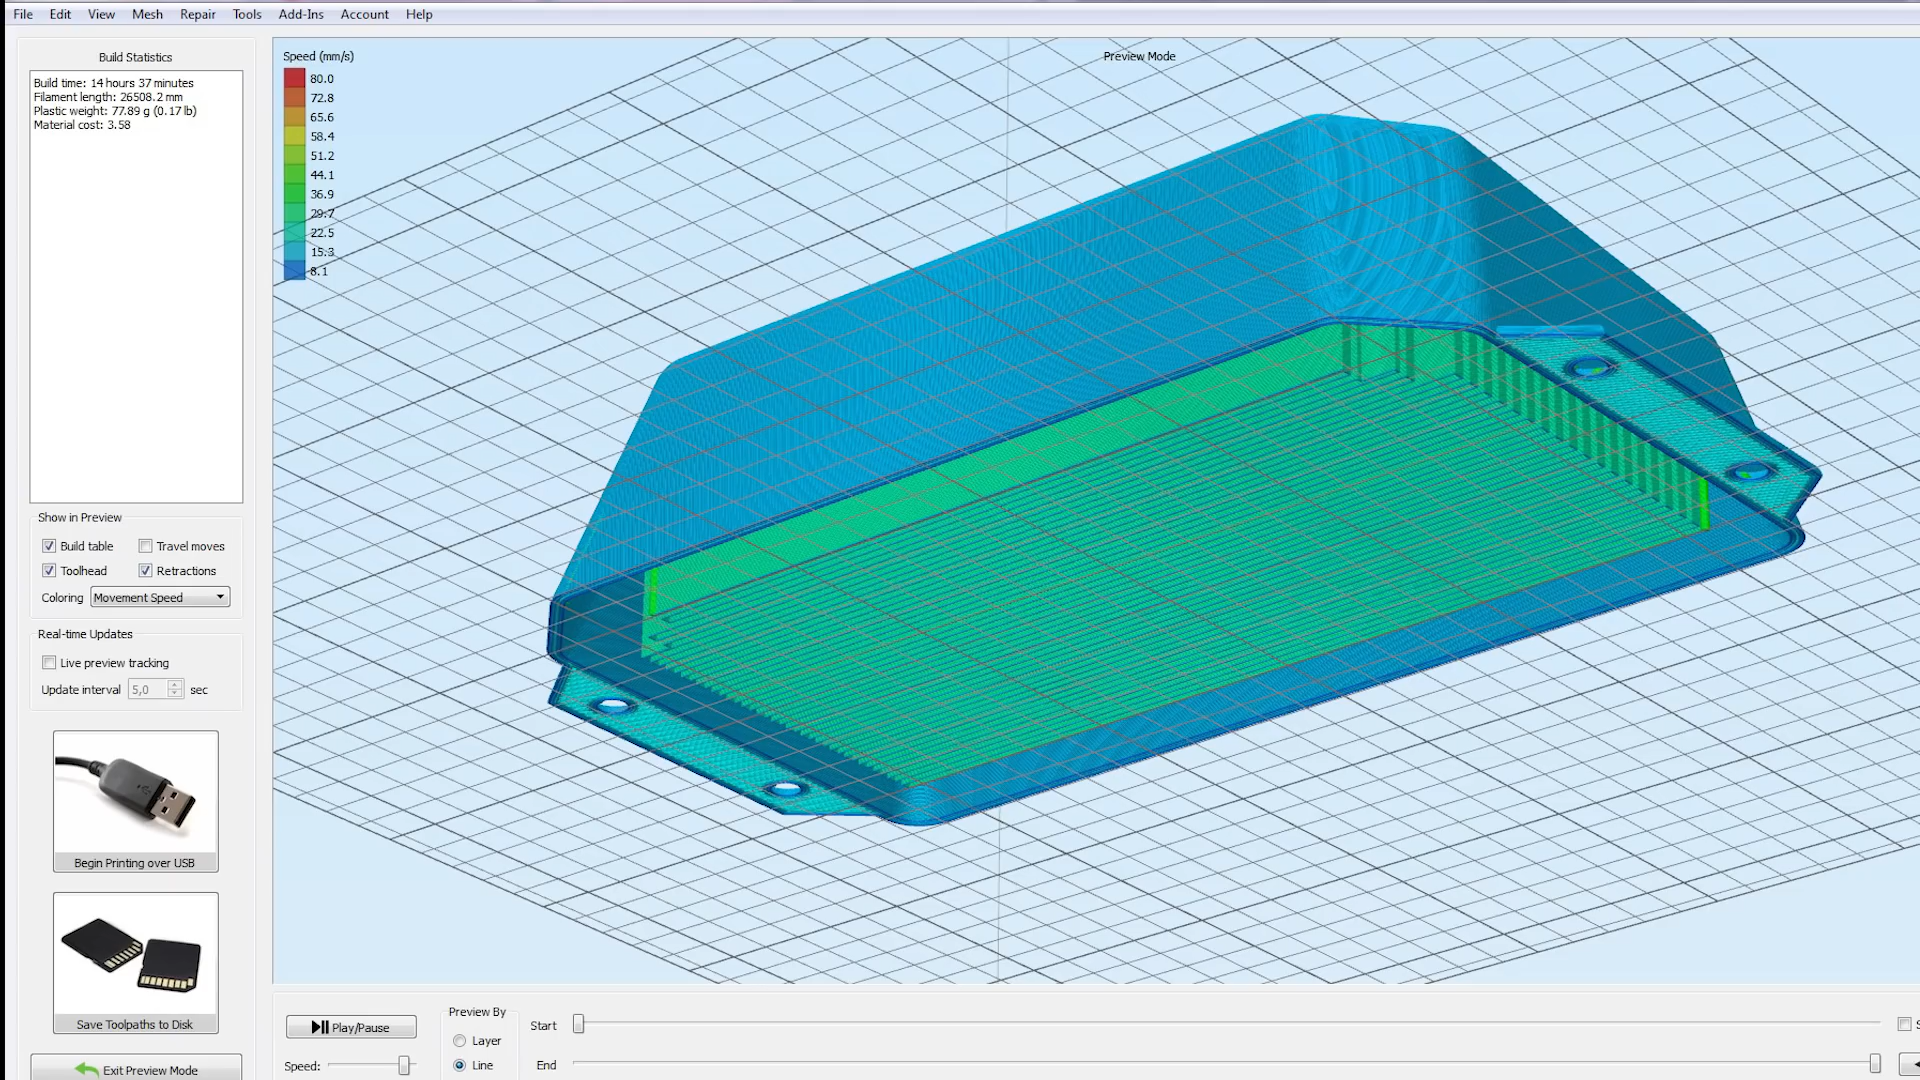 File Edit View Mesh Repair Tools Add-Ins Account Help
Build Statistics
Build time: 14 hours 37 minutes
Filament length: 26508.2 mm
Plastic weight: 77.89 g (0.17 lb)
Material cost: 3.58
Show in Preview
Build table Travel moves
Toolhead Retractions
Coloring Movement Speed
Real-time Updates
Live preview tracking
Update interval 5,0 sec
Begin Printing over USB
Save Toolpaths to Disk
Exit Preview Mode
Speed (mm/s)
80.0
72.8
65.6
58.4
51.2
44.1
36.9
29.7
22.5
15.3
8.1
Preview Mode
Play/Pause
Speed:
Preview By
Layer
Line
Start
End